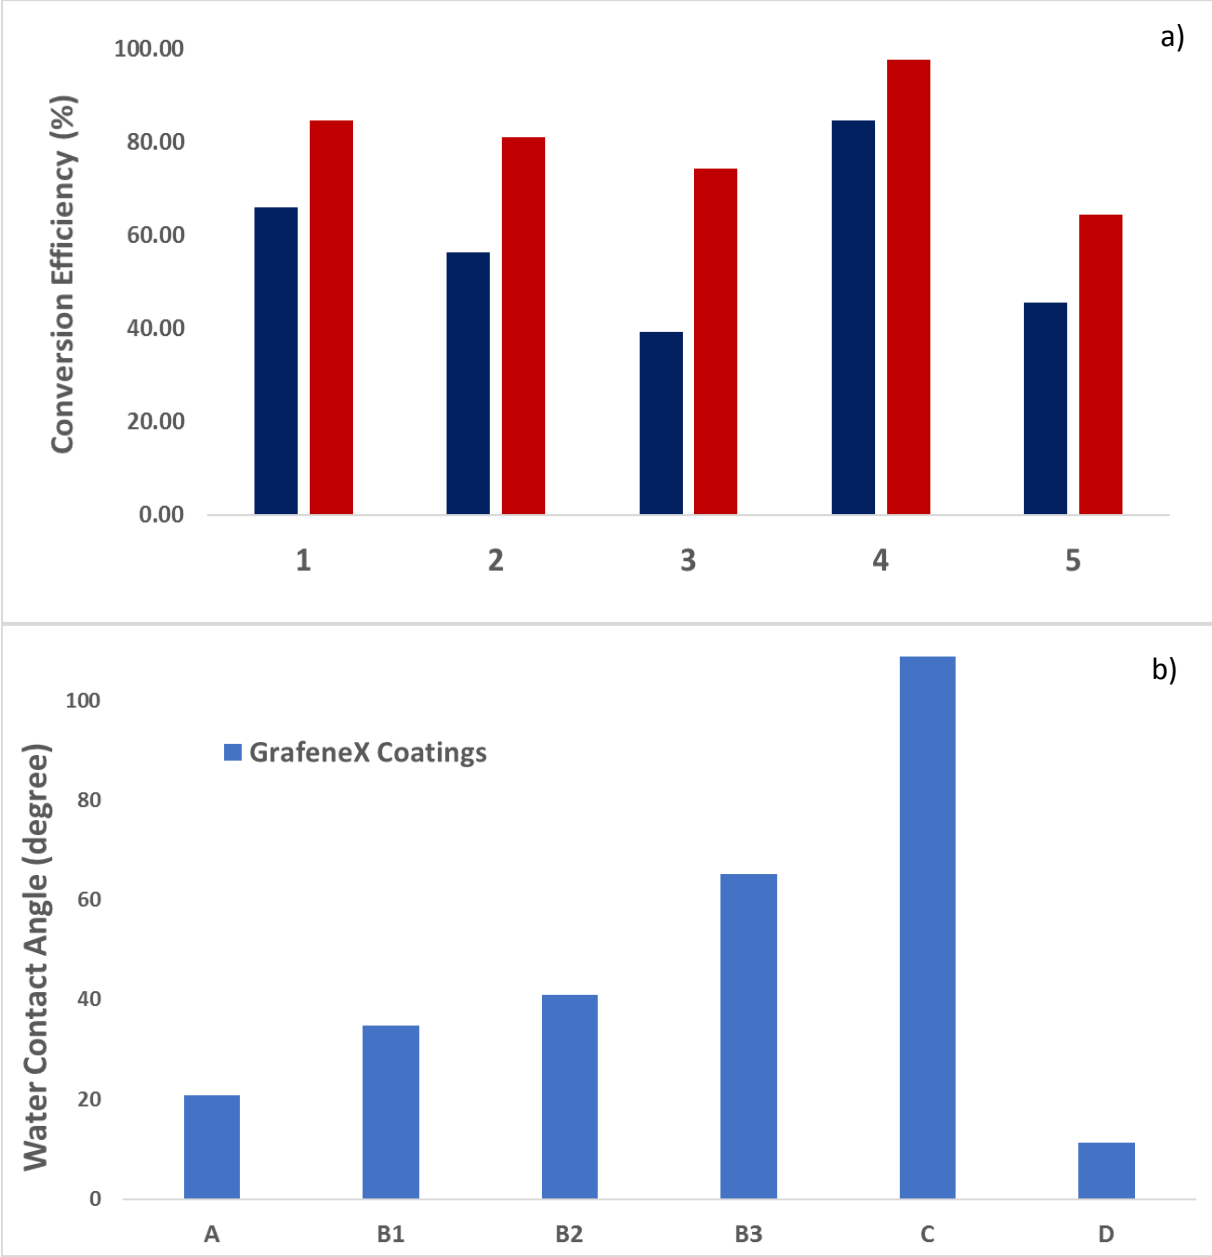 a)
Conversion Efficiency (%)
100.00
80.00
60.00
40.00
20.00
0.00
1 2 3 4 5
b)
Water Contact Angle (degree)
GrafeneX Coatings
100
80
60
40
20
0
A B1 B2 B3 C D